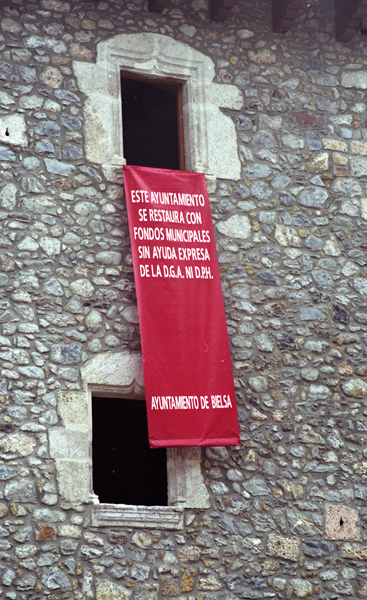 ESTE AYUNTAMIENTO
SE RESTAURA CON
FONDOS MUNICIPALES
SIN AYUDA EXPRESA
DE LA D.G.A. NI D.P.H.
AYUNTAMIENTO DE BIELSA